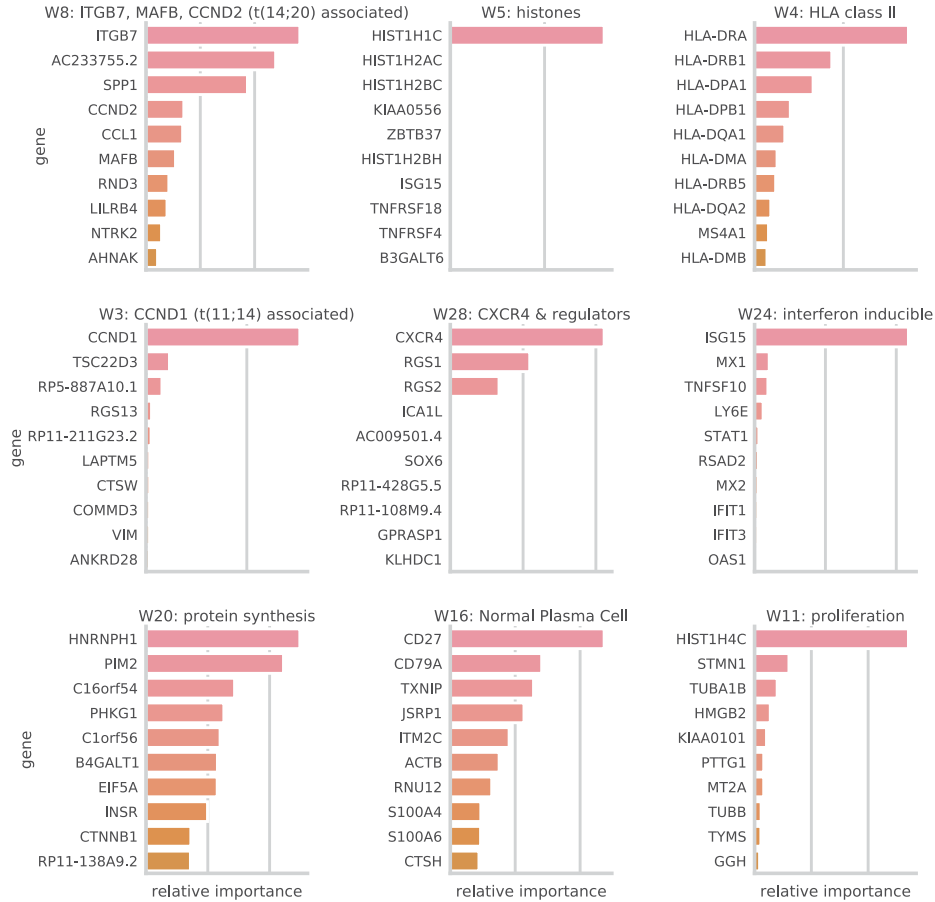 W8: ITGB7, MAFB, CCND2 (t(14;20) associated)
ITGB7
AC233755.2
SPP1
CCND2
CCL1
MAFB
RND3
LILRB4
NTRK2
AHNAK
gene
W5: histones
HIST1H1C
HIST1H2AC
HIST1H2BC
KIAA0556
ZBTB37
HIST1H2BH
ISG15
TNFRSF18
TNFRSF4
B3GALT6
W4: HLA class II
HLA-DRA
HLA-DRB1
HLA-DPA1
HLA-DPB1
HLA-DQA1
HLA-DMA
HLA-DRB5
HLA-DQA2
MS4A1
HLA-DMB
W3: CCND1 (t(11;14) associated)
CCND1
TSC22D3
RP5-887A10.1
RGS13
RP11-211G23.2
LAPTM5
CTSW
COMMD3
VIM
ANKRD28
gene
W28: CXCR4 & regulators
CXCR4
RGS1
RGS2
ICA1L
AC009501.4
SOX6
RP11-428G5.5
RP11-108M9.4
GPRASP1
KLHDC1
W24: interferon inducible
ISG15
MX1
TNFSF10
LY6E
STAT1
RSAD2
MX2
IFIT1
IFIT3
OAS1
W20: protein synthesis
HNRNPH1
PIM2
C16orf54
PHKG1
C1orf56
B4GALT1
EIF5A
INSR
CTNNB1
RP11-138A9.2
gene
relative importance
W16: Normal Plasma Cell
CD27
CD79A
TXNIP
JSRP1
ITM2C
ACTB
RNU12
S100A4
S100A6
CTSH
relative importance
W11: proliferation
HIST1H4C
STMN1
TUBA1B
HMGB2
KIAA0101
PTTG1
MT2A
TUBB
TYMS
GGH
relative importance